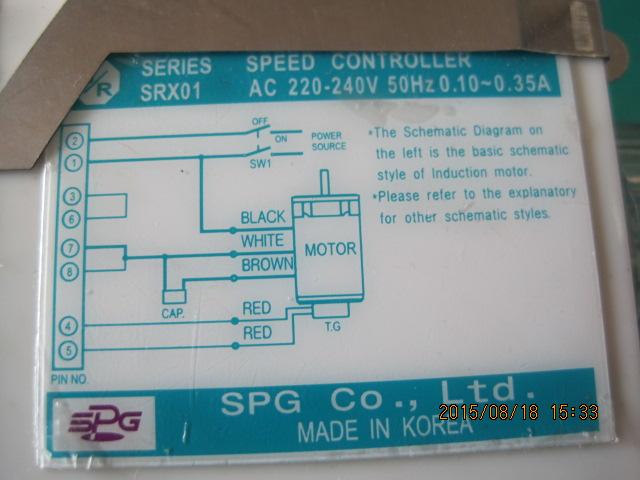 /R
SERIES SPEED CONTROLLER
SRX01 AC 220-240V 50Hz 0.10~0.35A
OFF
ON
POWER
SOURCE
SW1
2
1
3
6
7
8
4
5
*The Schematic Diagram on
the left is the basic schematic
style of Induction motor.
*Please refer to the explanatory
for other schematic styles.
BLACK
WHITE
BROWN
MOTOR
CAP.
RED
RED
T.G
PIN NO.
SPG
SPG Co., Ltd.
MADE IN KOREA
2015/08/18 15:33